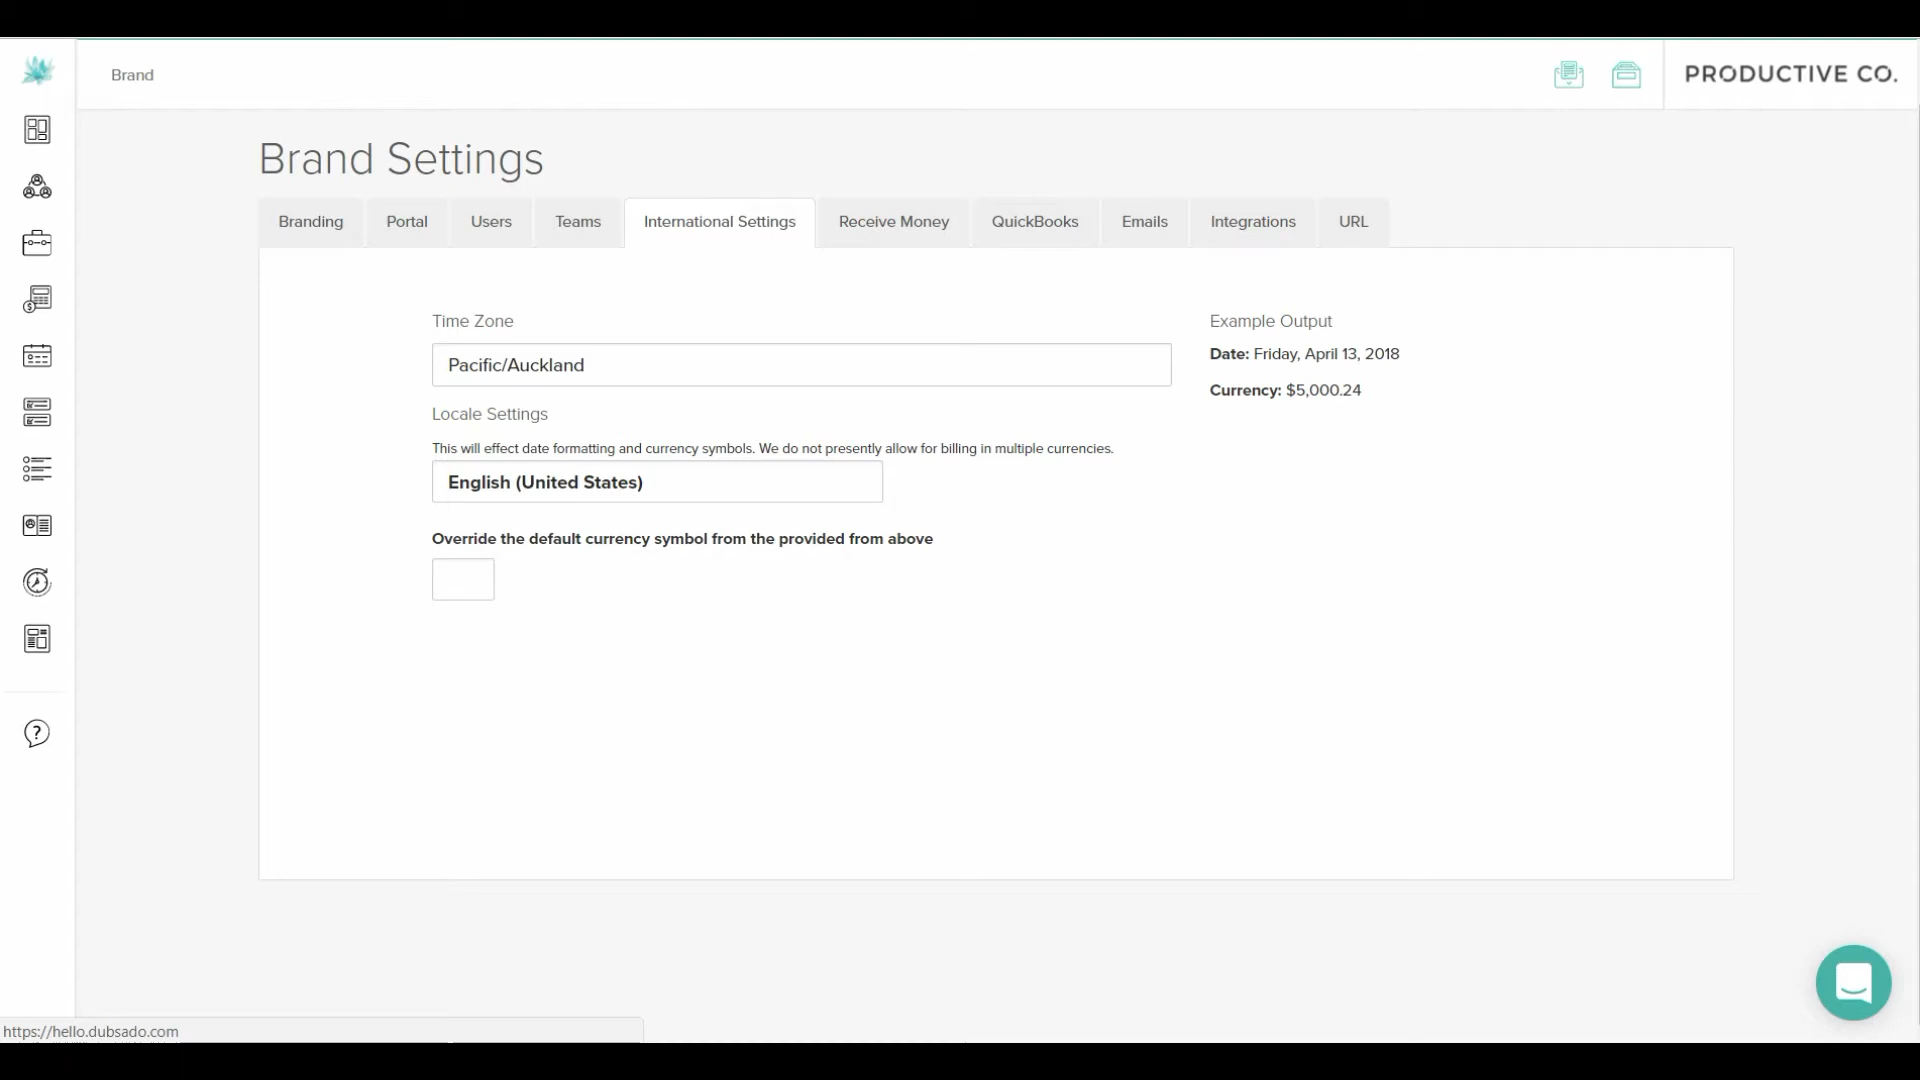 Brand
PRODUCTIVE CO.
Brand Settings
Branding
Portal
Users
Teams
International Settings
Receive Money
QuickBooks
Emails
Integrations
URL
Time Zone
Pacific/Auckland
Example Output
Date: Friday, April 13, 2018
Currency: $5,000.24
Locale Settings
This will effect date formatting and currency symbols. We do not presently allow for billing in multiple currencies.
English (United States)
Override the default currency symbol from the provided from above
https://hello.dubsado.com